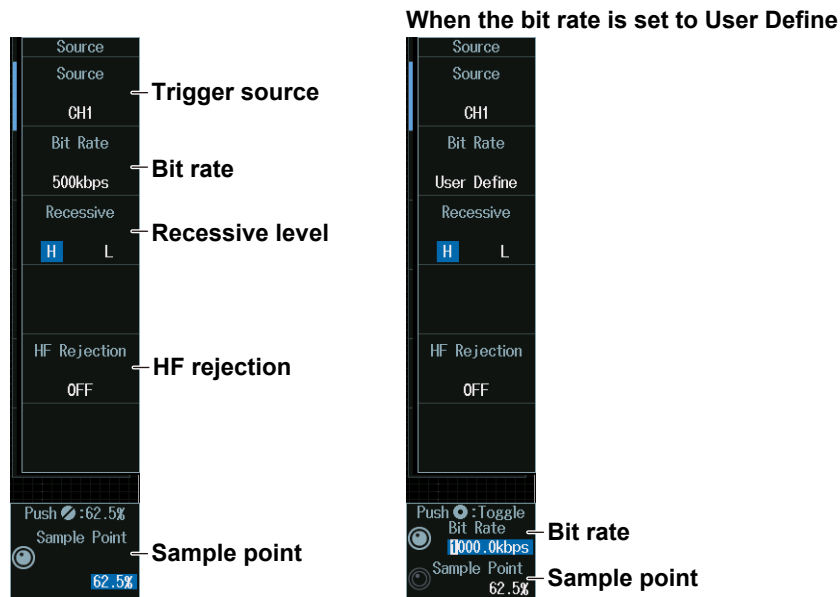 When the bit rate is set to User Define
Source
Source
CH1
Trigger source
Bit Rate
500kbps
Bit rate
Recessive
H L
Recessive level
HF Rejection
OFF
HF rejection
Push :62.5%
Sample Point
62.5%
Sample point
Source
Source
CH1
Bit Rate
User Define
Recessive
H L
HF Rejection
OFF
Push :Toggle
Bit Rate
1000.0kbps
Bit rate
Sample Point
62.5%
Sample point